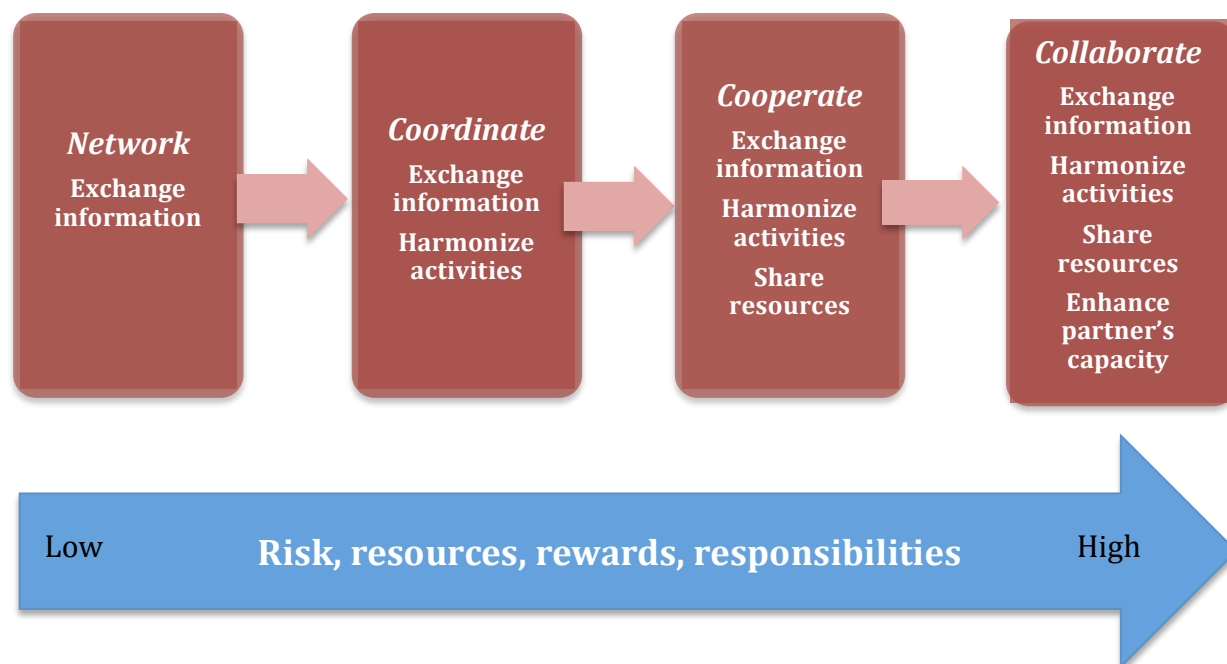 Network
Exchange
information
Coordinate
Exchange
information
Harmonize
activities
Cooperate
Exchange
information
Harmonize
activities
Share
resources
Collaborate
Exchange
information
Harmonize
activities
Share
resources
Enhance
partner’s
capacity
Low
Risk, resources, rewards, responsibilities
High